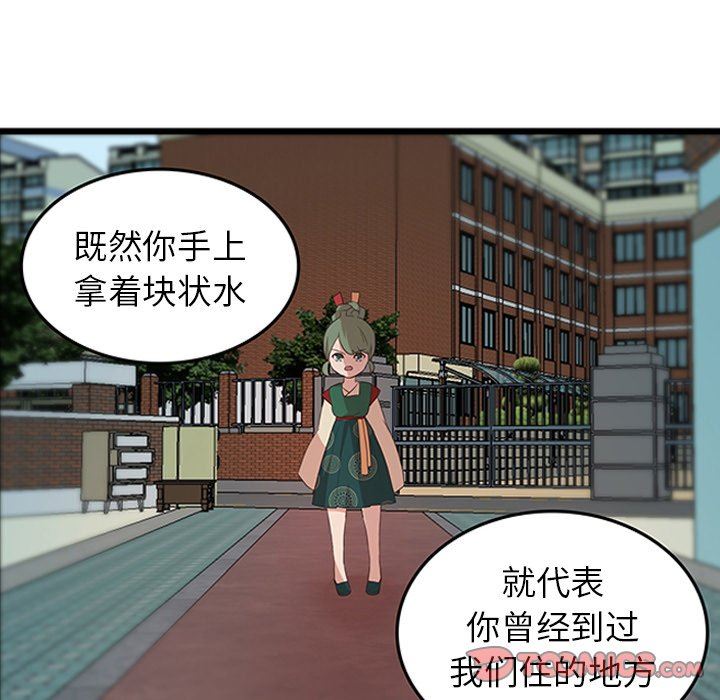 既然你手上
拿着块状水
就代表
你曾经到过
我们住的地方